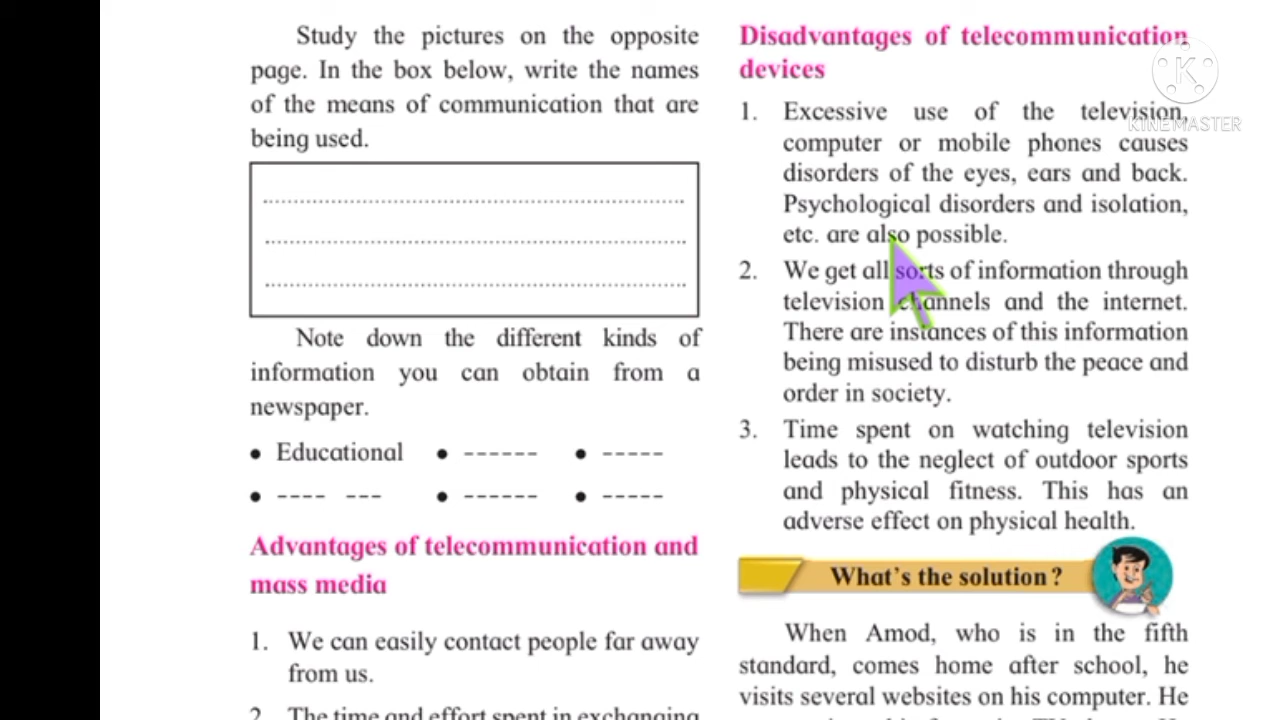 Study the pictures on the opposite
page. In the box below, write the names
of the means of communication that are
being used.
Note down the different kinds of
information you can obtain from a
newspaper.
• Educational • ------ • -----
• ---- --- • ------ • -----
Advantages of telecommunication and
mass media
1. We can easily contact people far away
from us.
2. The time and effort spent in exchanging
Disadvantages of telecommunication
devices
1. Excessive use of the television,
computer or mobile phones causes
disorders of the eyes, ears and back.
Psychological disorders and isolation,
etc. are also possible.
2. We get all sorts of information through
television channels and the internet.
There are instances of this information
being misused to disturb the peace and
order in society.
3. Time spent on watching television
leads to the neglect of outdoor sports
and physical fitness. This has an
adverse effect on physical health.
What's the solution ?
When Amod, who is in the fifth
standard, comes home after school, he
visits several websites on his computer. He
K
KINEMASTER